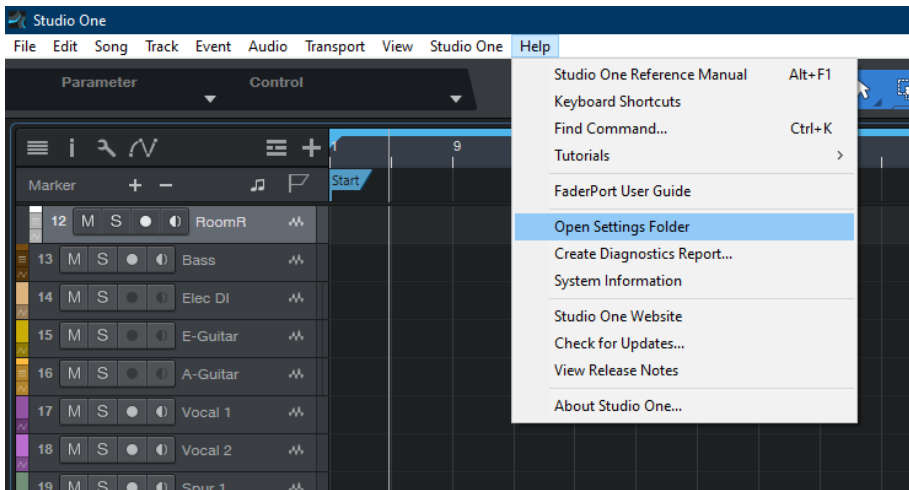 Studio One
File Edit Song Track Event Audio Transport View Studio One Help
Parameter Control
Studio One Reference Manual Alt+F1
Keyboard Shortcuts
Find Command... Ctrl+K
Tutorials
FaderPort User Guide
Open Settings Folder
Create Diagnostics Report...
System Information
Studio One Website
Check for Updates...
View Release Notes
About Studio One...
1 9
Marker Start
12 M S RoomR
13 M S Bass
14 M S Elec DI
15 M S E-Guitar
16 M S A-Guitar
17 M S Vocal 1
18 M S Vocal 2
19 M S Spur 1